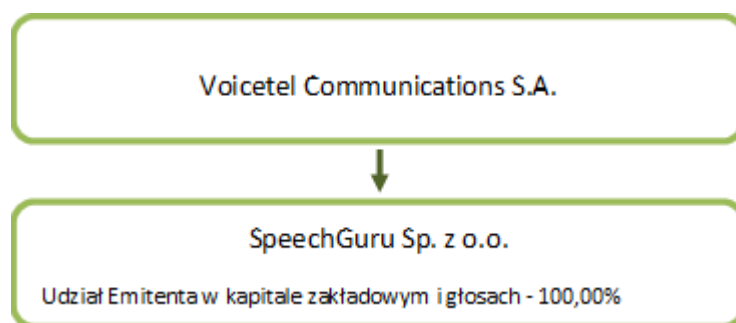 Voicetel Communications S.A.
SpeechGuru Sp. z o.o.
Udział Emitenta w kapitale zakładowym i głosach - 100,00%